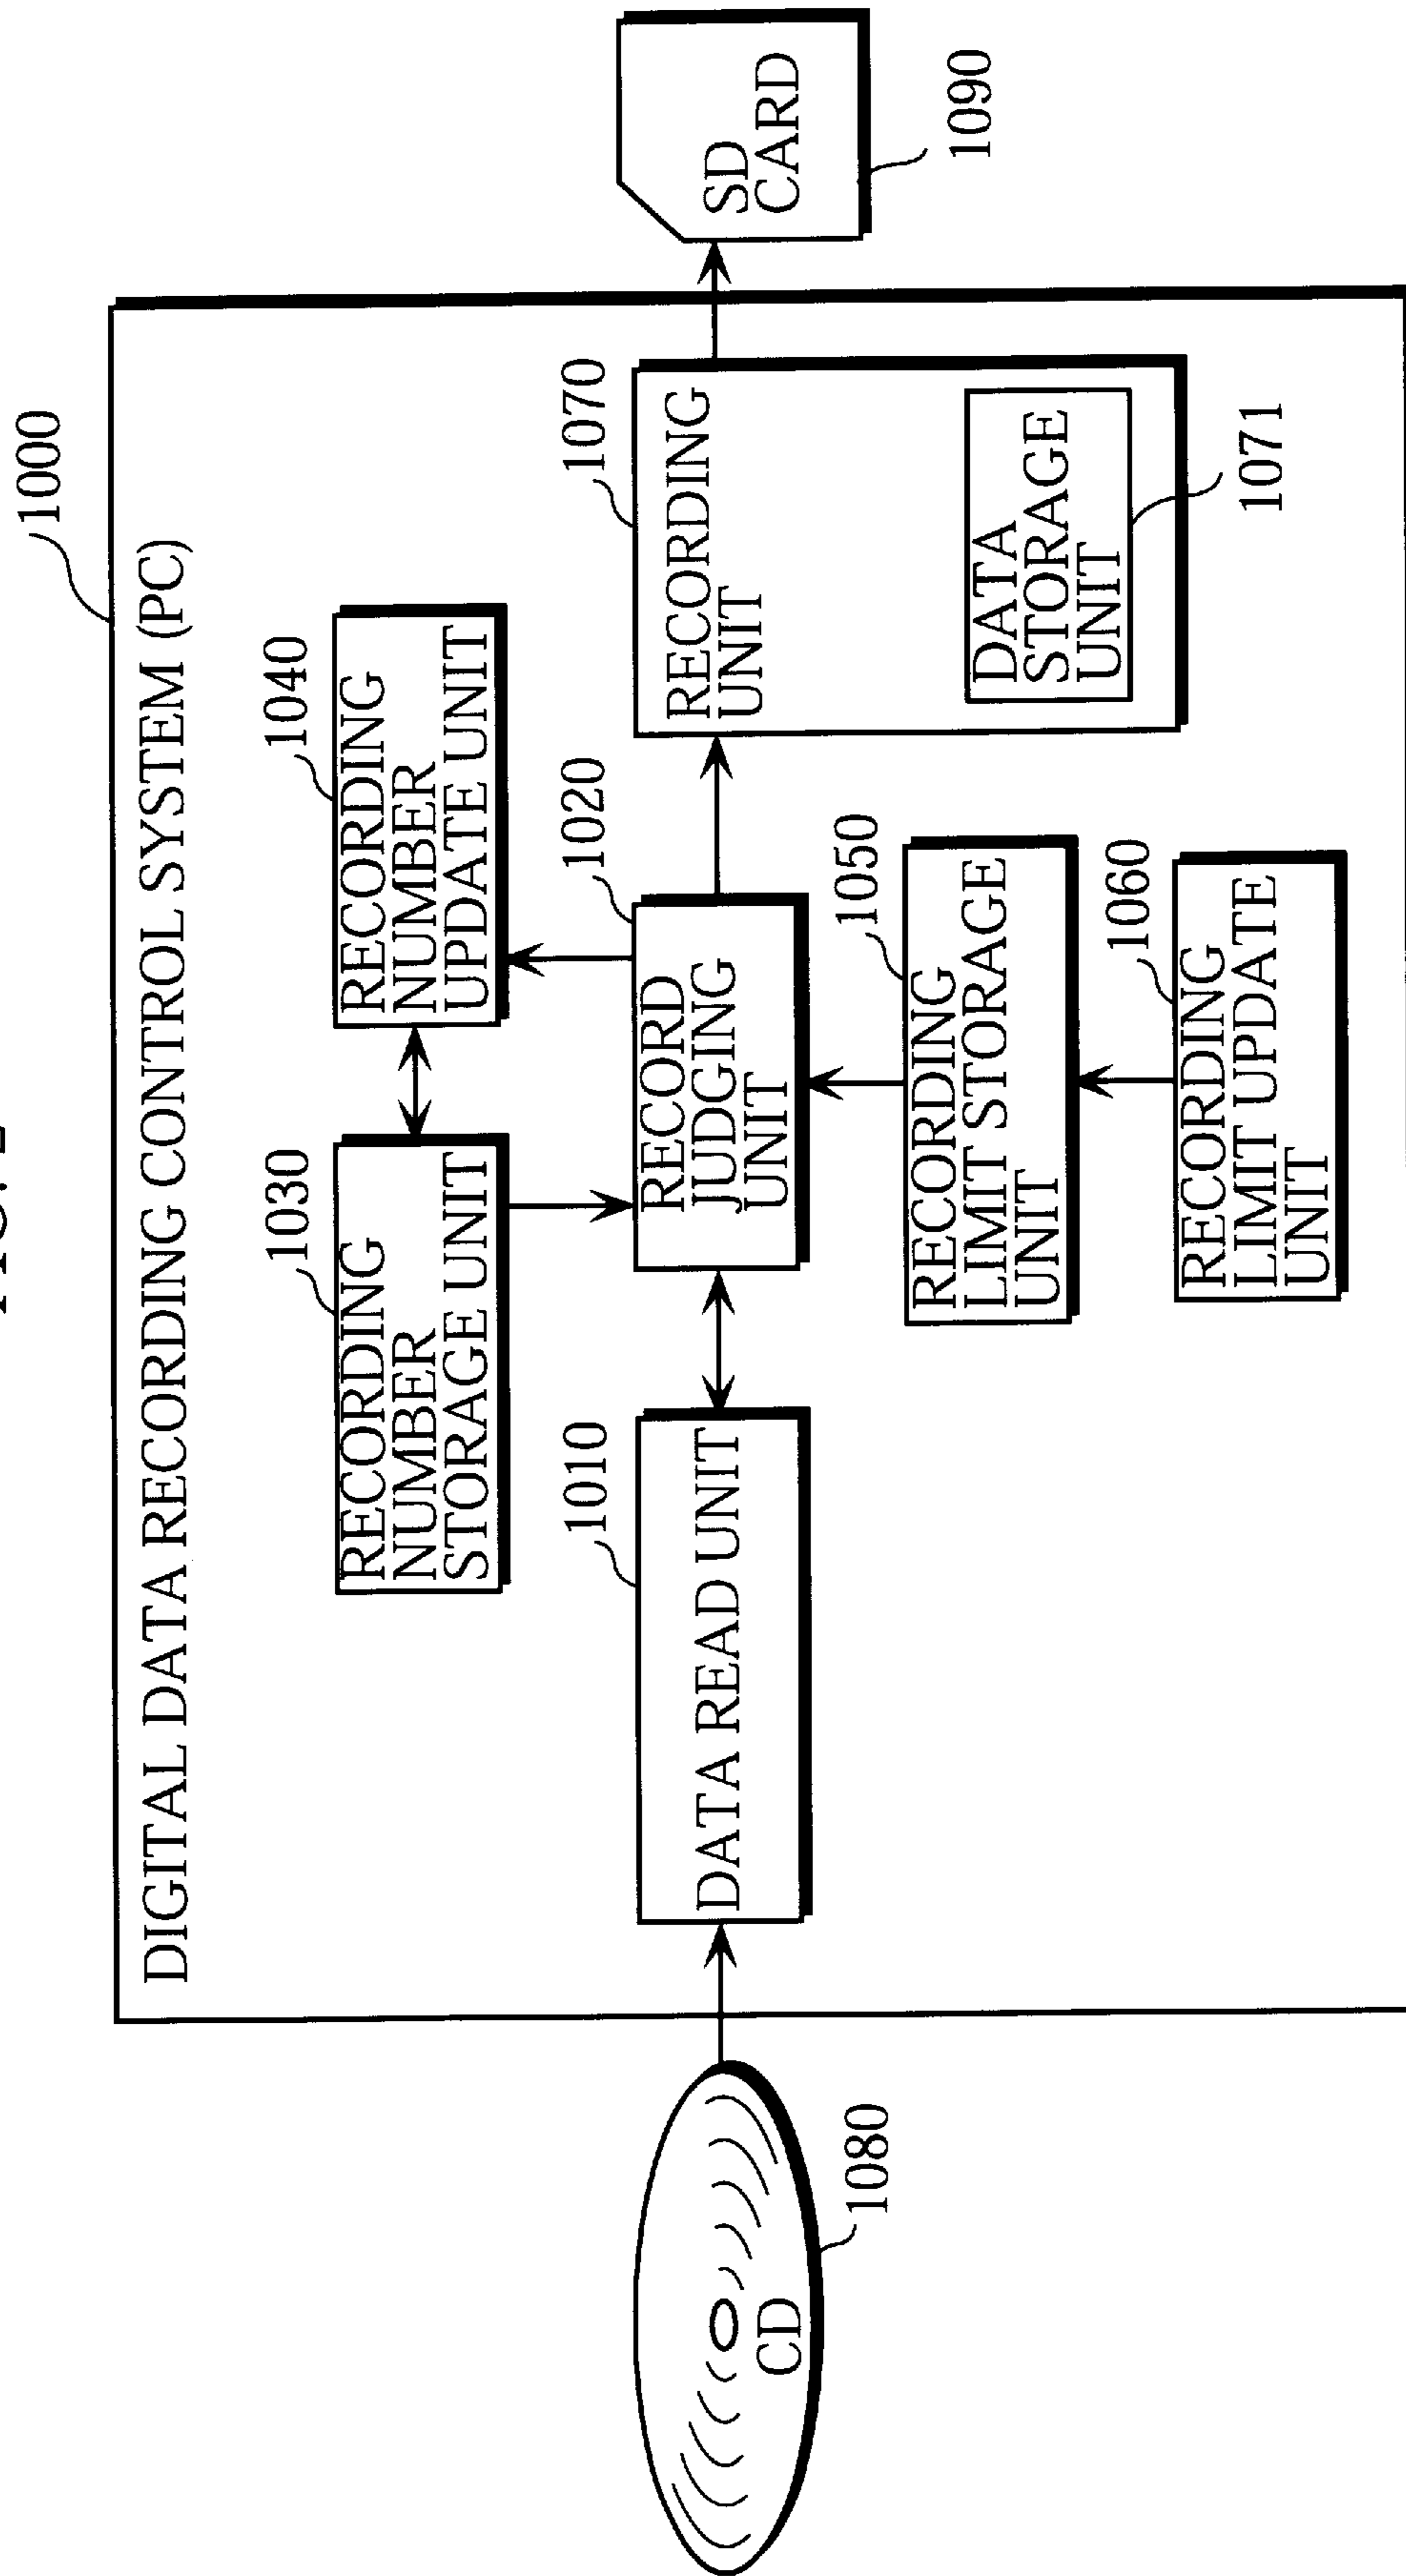 1000
DIGITAL DATA RECORDING CONTROL SYSTEM (PC)
1030
RECORDING
NUMBER
STORAGE UNIT
1040
RECORDING
NUMBER
UPDATE UNIT
1010
DATA READ UNIT
1020
RECORD
JUDGING
UNIT
1070
RECORDING
UNIT
DATA
STORAGE
UNIT
1071
SD
CARD
1090
CD
1080
1050
RECORDING
LIMIT STORAGE
UNIT
1060
RECORDING
LIMIT UPDATE
UNIT